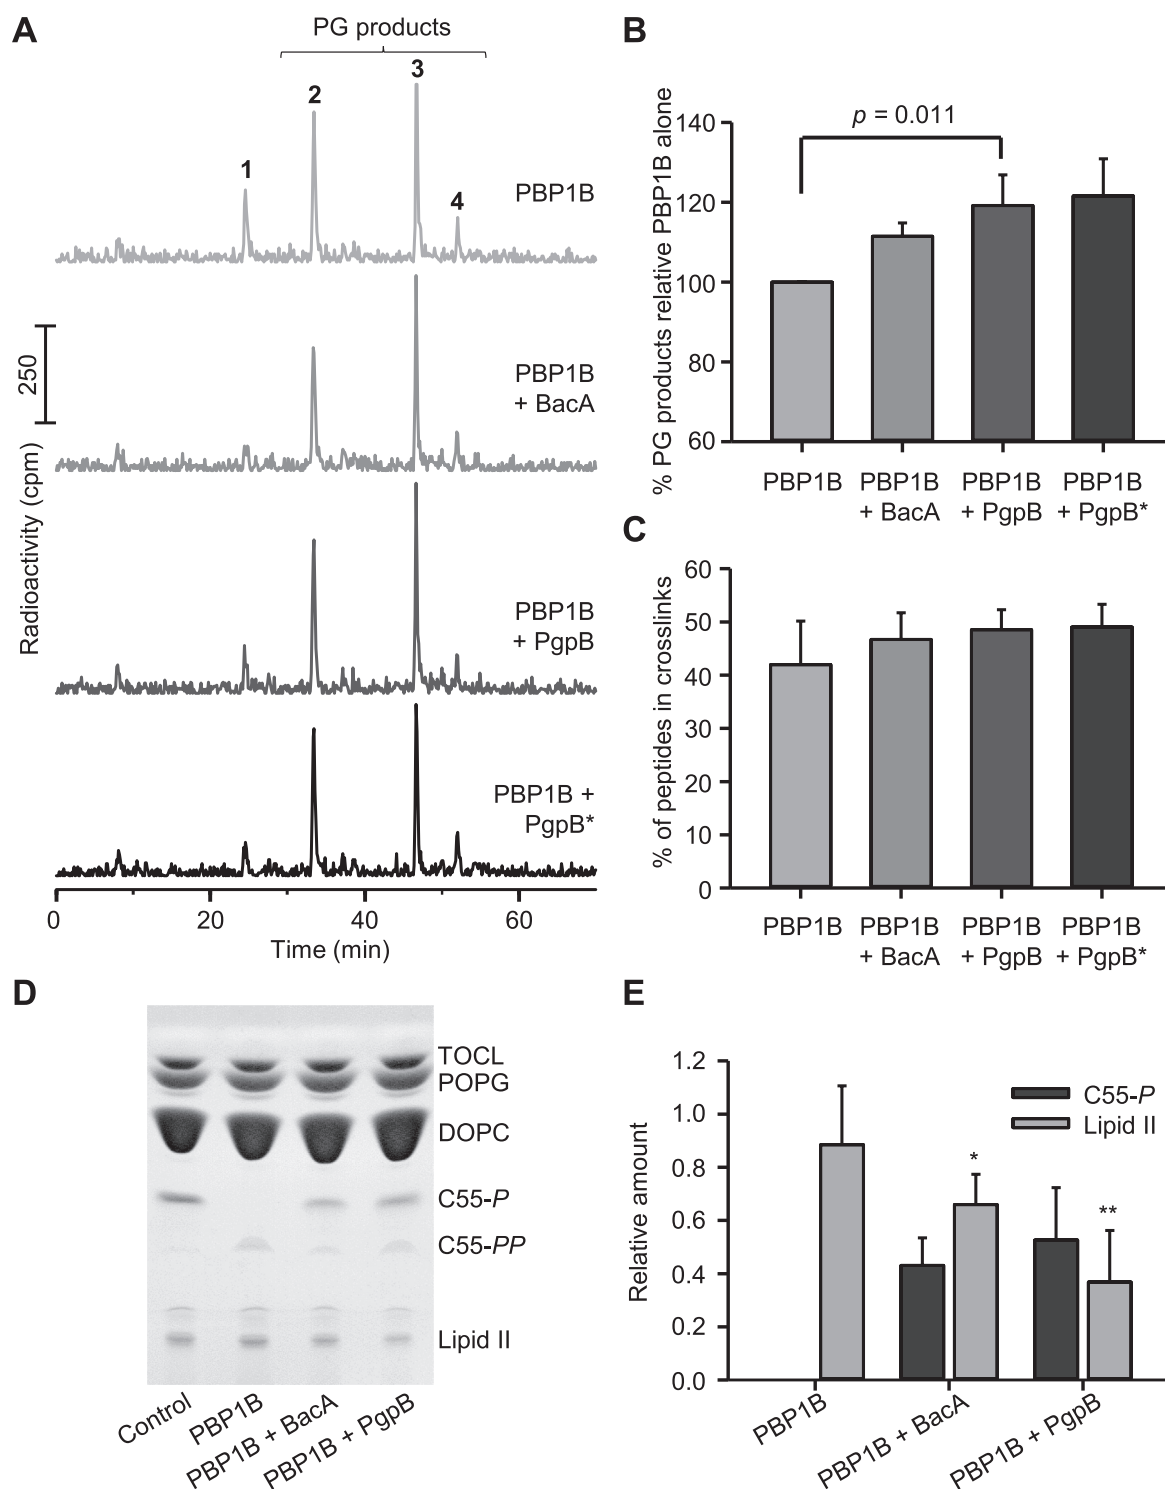 A
PG products
1
2
3
4
PBP1B
250
PBP1B
+ BacA
Radioactivity (cpm)
PBP1B
+ PgpB
PBP1B +
PgpB*
0
20
40
60
Time (min)
B
% PG products relative PBP1B alone
140
120
100
80
60
p = 0.011
PBP1B
PBP1B
+ BacA
PBP1B
+ PgpB
PBP1B
+ PgpB*
C
% of peptides in crosslinks
60
50
40
30
20
10
0
PBP1B
PBP1B
+ BacA
PBP1B
+ PgpB
PBP1B
+ PgpB*
D
TOCL
POPG
DOPC
C55-P
C55-PP
Lipid II
Control
PBP1B
PBP1B + BacA
PBP1B + PgpB
E
Relative amount
1.2
1.0
0.8
0.6
0.4
0.2
0.0
C55-P
Lipid II
*
**
PBP1B
PBP1B + BacA
PBP1B + PgpB